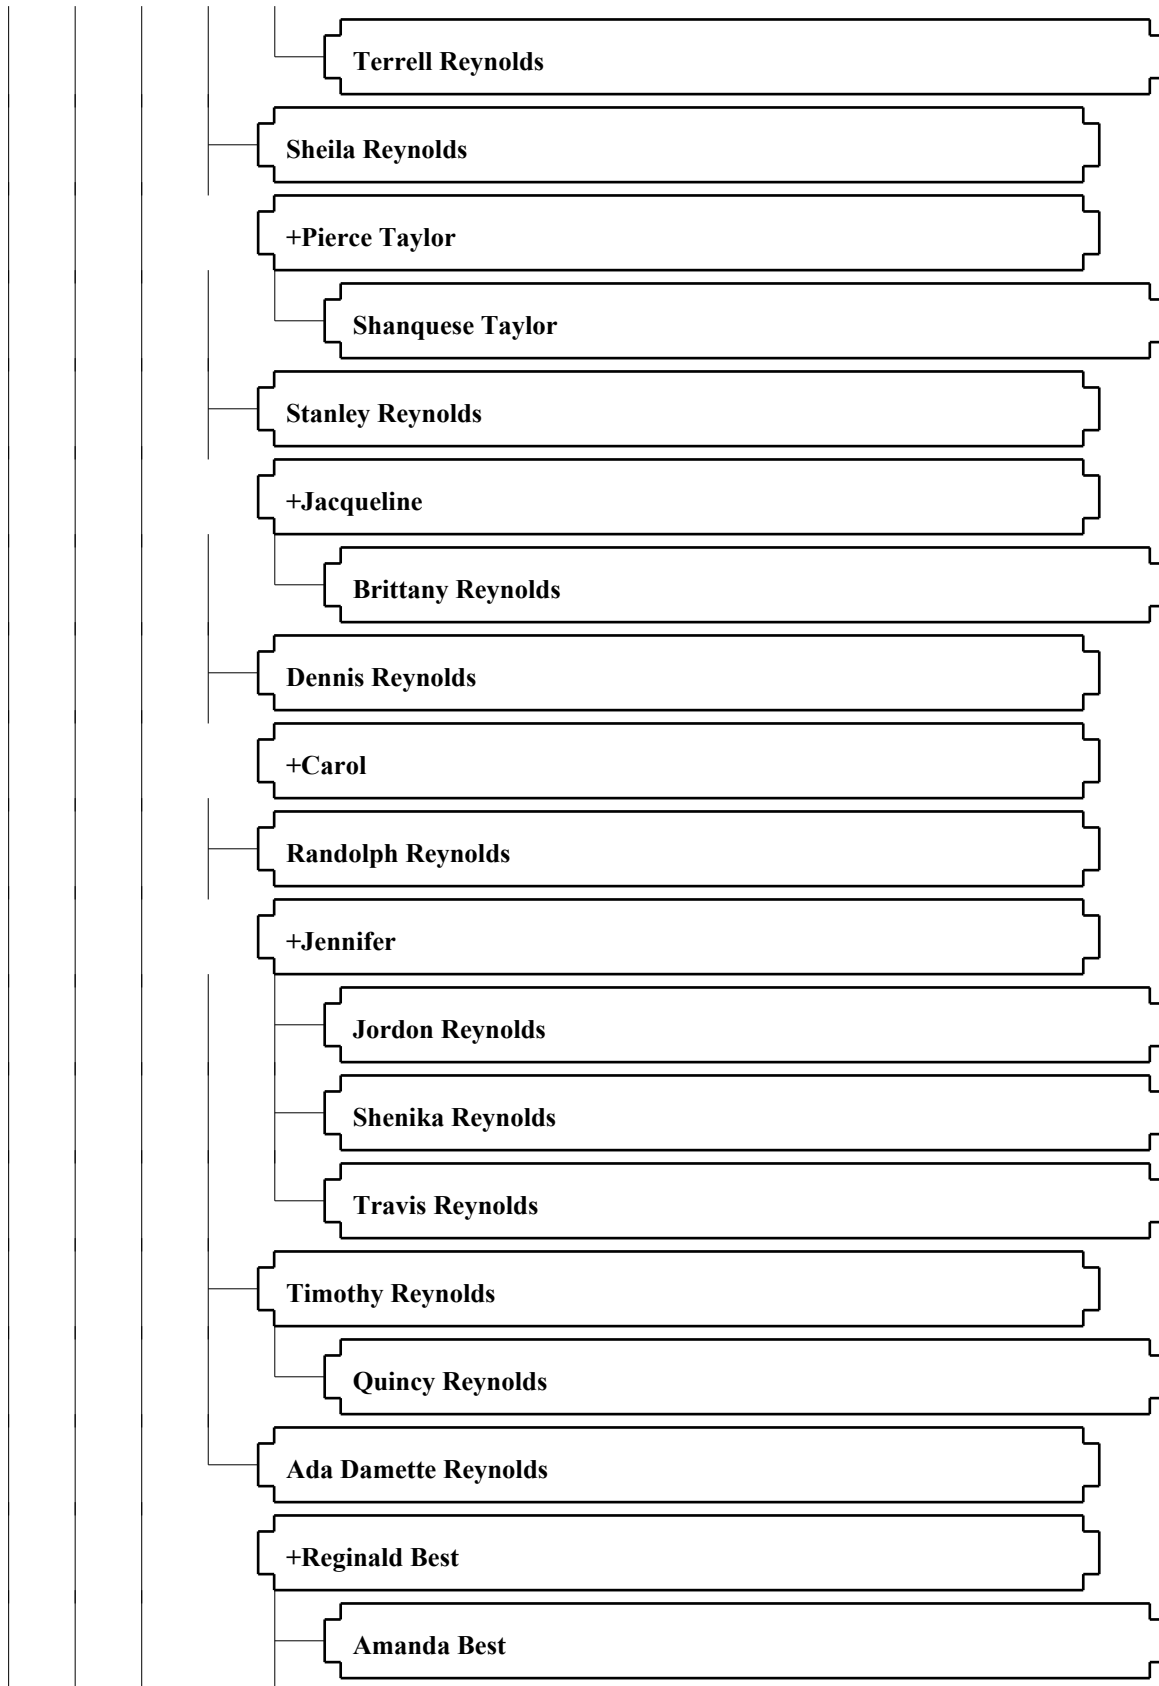 Terrell Reynolds
Sheila Reynolds
+Pierce Taylor
Shanquese Taylor
Stanley Reynolds
+Jacqueline
Brittany Reynolds
Dennis Reynolds
+Carol
Randolph Reynolds
+Jennifer
Jordon Reynolds
Shenika Reynolds
Travis Reynolds
Timothy Reynolds
Quincy Reynolds
Ada Damette Reynolds
+Reginald Best
Amanda Best